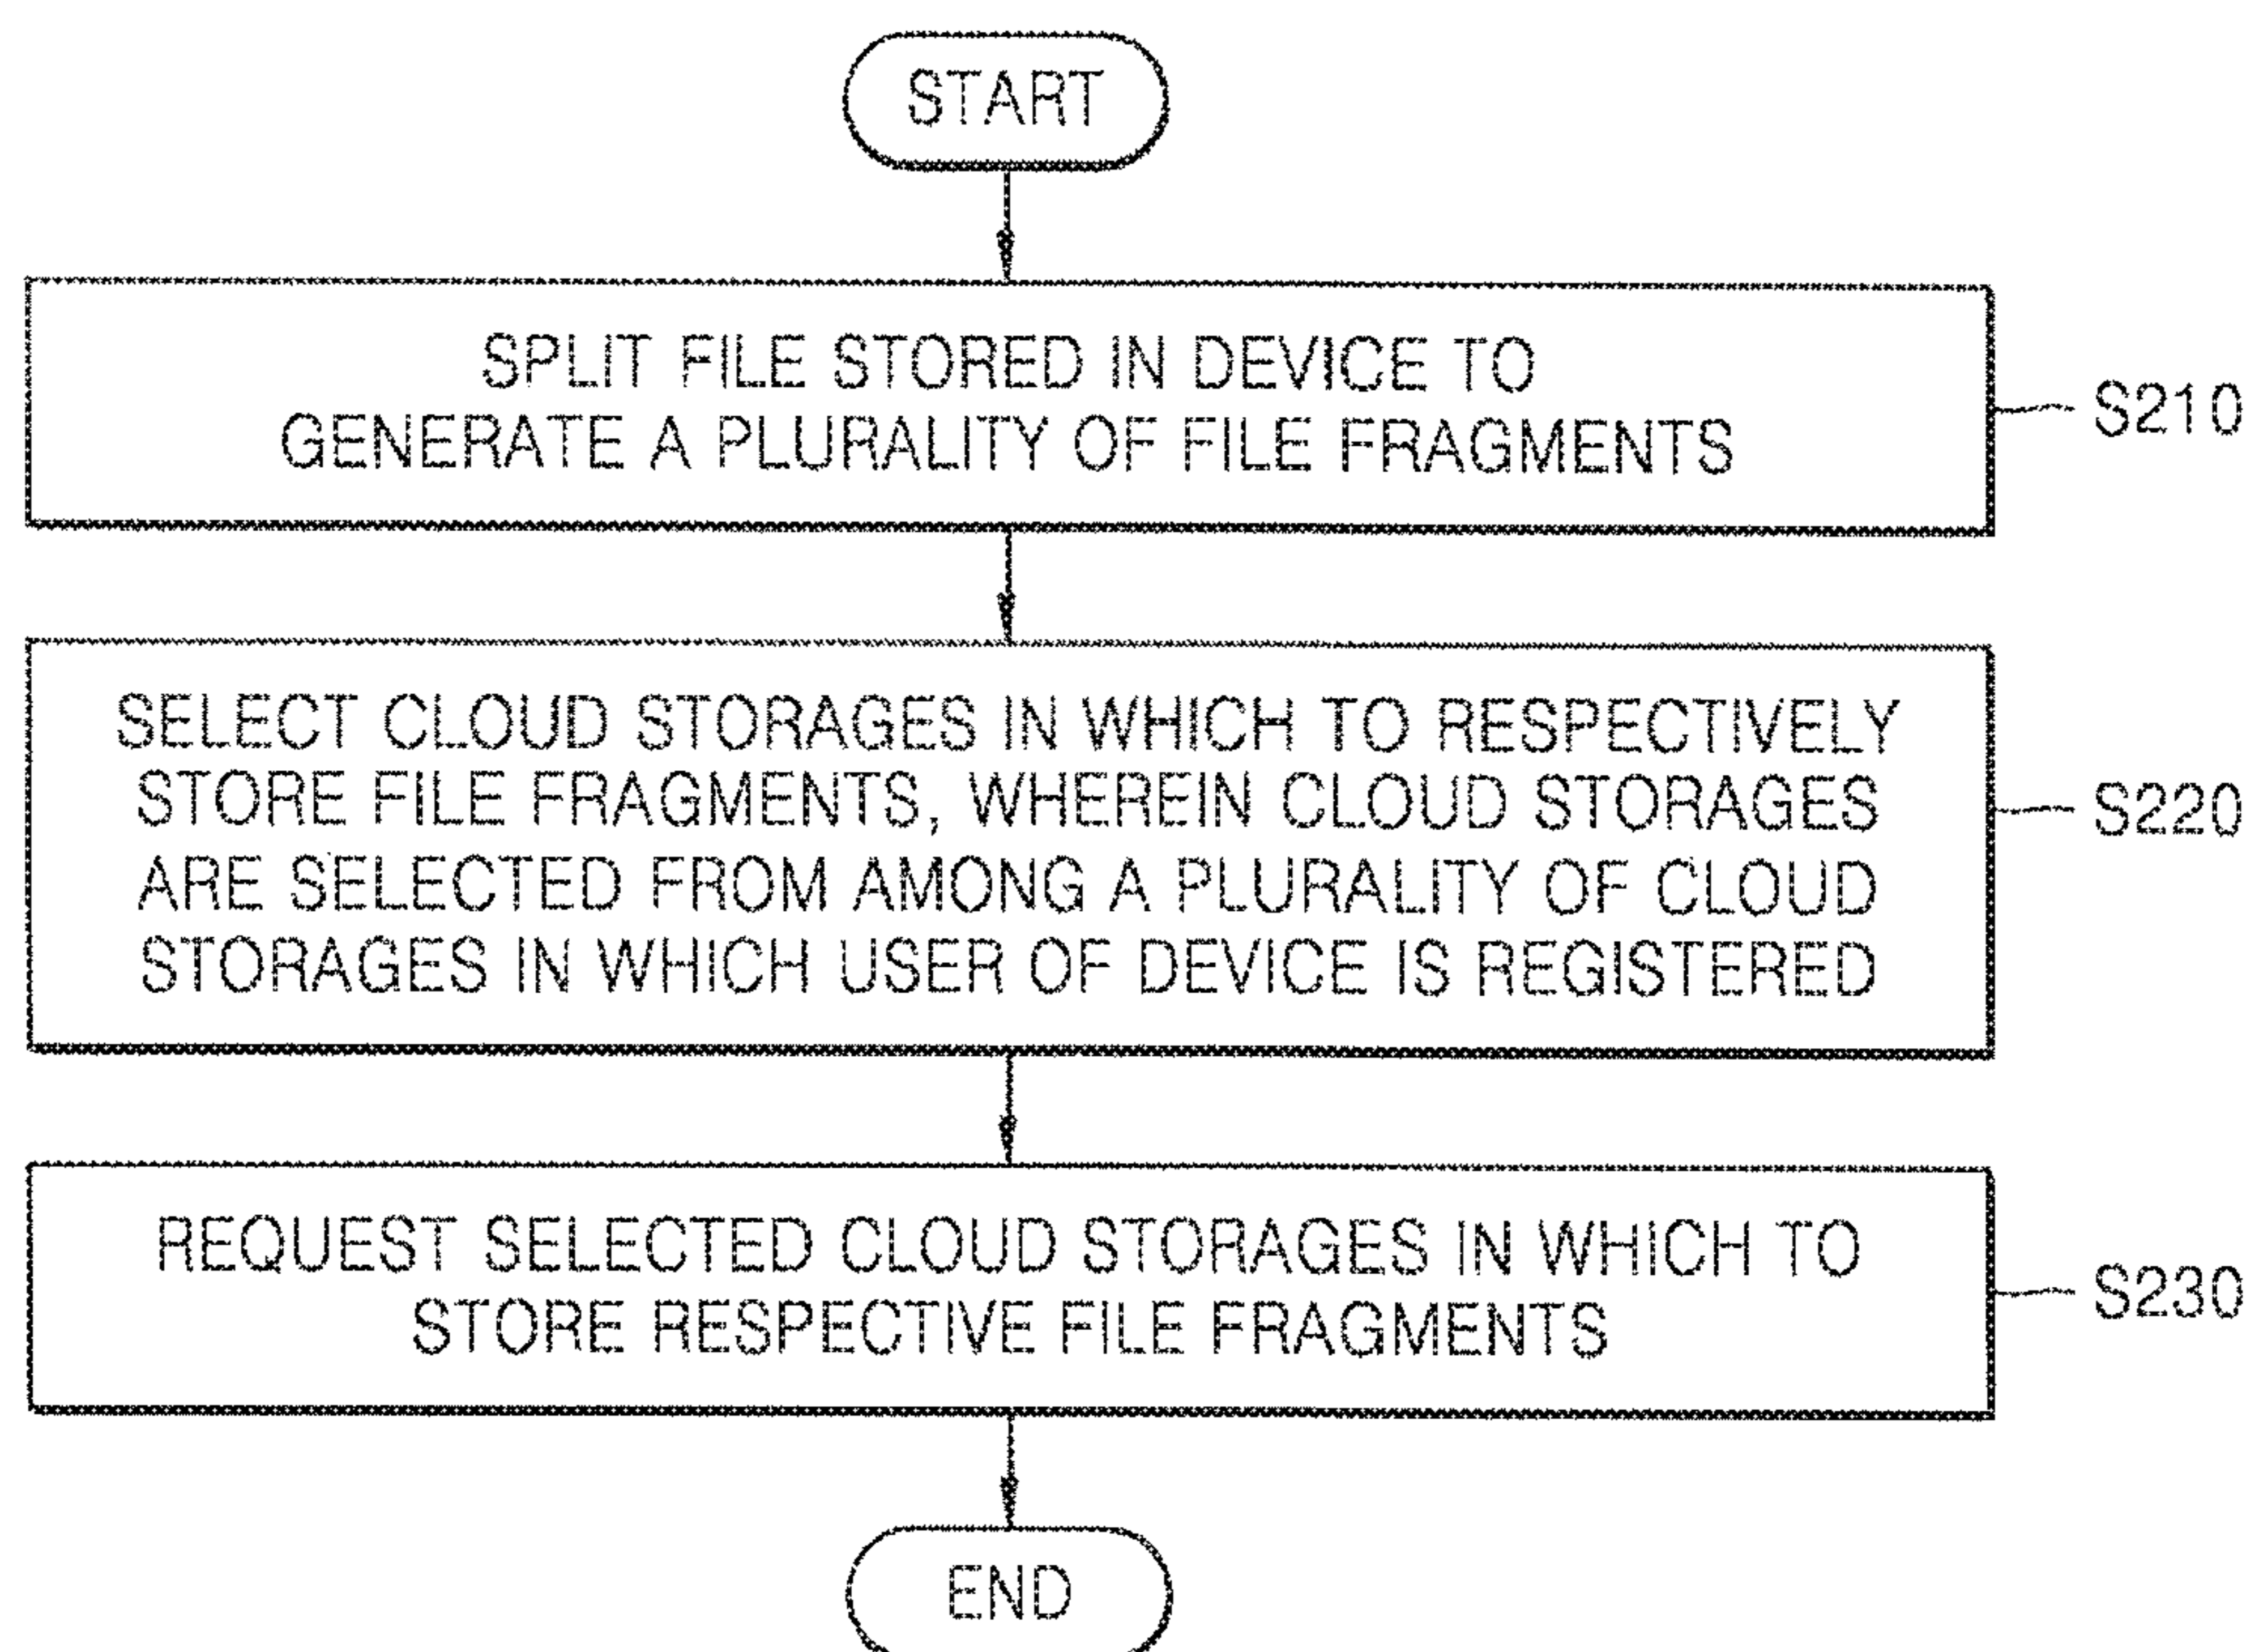 START
SPLIT FILE STORED IN DEVICE TO
GENERATE A PLURALITY OF FILE FRAGMENTS
S210
SELECT CLOUD STORAGES IN WHICH TO RESPECTIVELY
STORE FILE FRAGMENTS, WHEREIN CLOUD STORAGES
ARE SELECTED FROM AMONG A PLURALITY OF CLOUD
STORAGES IN WHICH USER OF DEVICE IS REGISTERED
S220
REQUEST SELECTED CLOUD STORAGES IN WHICH TO
STORE RESPECTIVE FILE FRAGMENTS
S230
END